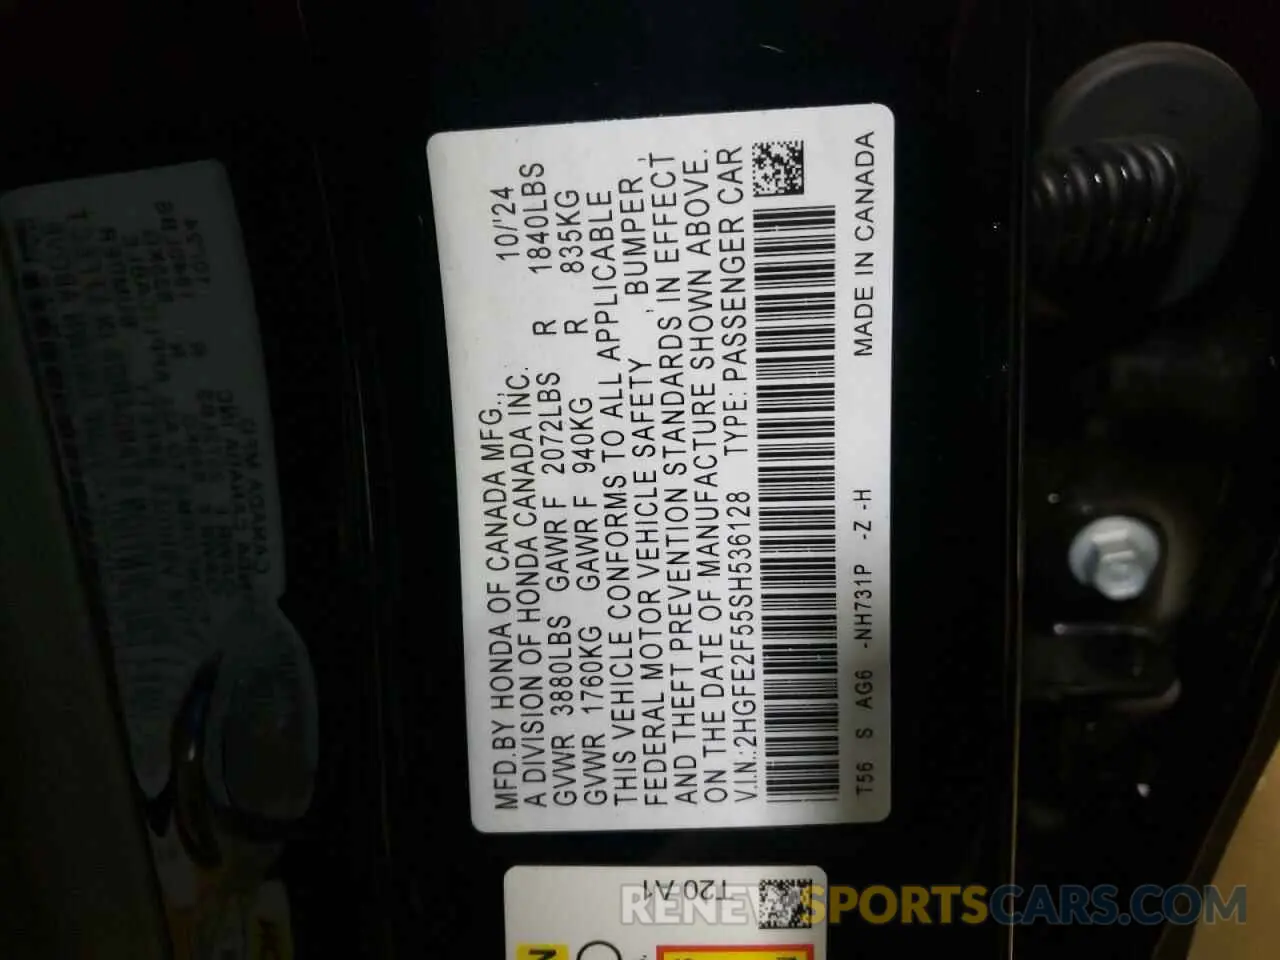 MFD.BY HONDA OF CANADA MFG., 10/'24
A DIVISION OF HONDA CANADA INC.
GVWR 3880LBS GAWR F 2072LBS R 1840LBS
GVWR 1760KG GAWR F 940KG R 835KG
THIS VEHICLE CONFORMS TO ALL APPLICABLE
FEDERAL MOTOR VEHICLE SAFETY , BUMPER ,
AND THEFT PREVENTION STANDARDS IN EFFECT
ON THE DATE OF MANUFACTURE SHOWN ABOVE.
V.I.N.:2HGFE2F55SH536128 TYPE: PASSENGER CAR
T56 S AG6 -NH731P -Z -H MADE IN CANADA
T20 A1
RENEWSPORTSCARS.COM